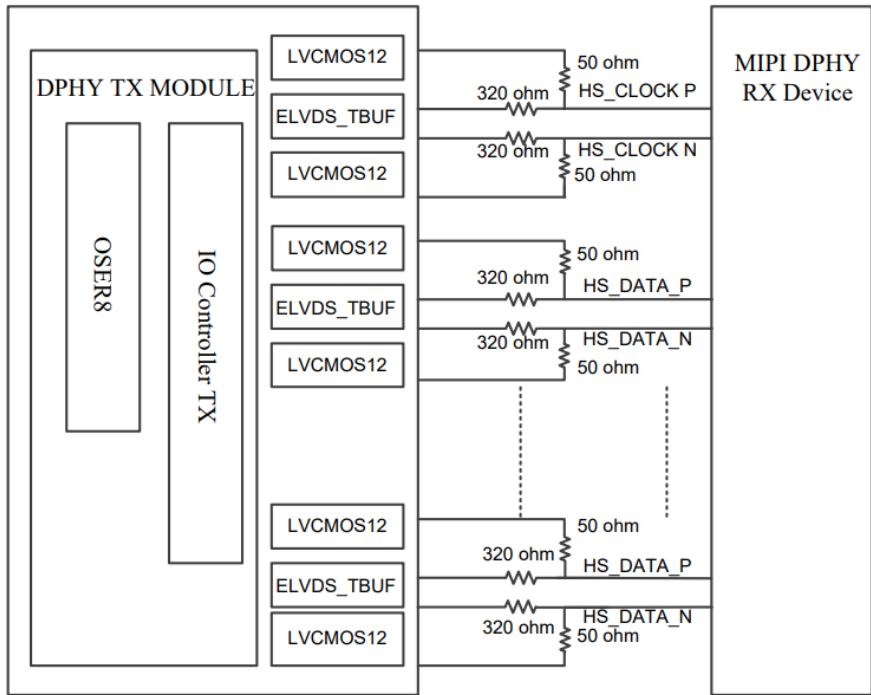 DPHY TX MODULE
OSER8
IO Controller TX
LVCMOS12
ELVDS_TBUF
LVCMOS12
LVCMOS12
ELVDS_TBUF
LVCMOS12
LVCMOS12
ELVDS_TBUF
LVCMOS12
50 ohm
320 ohm
HS_CLOCK P
320 ohm
HS_CLOCK N
50 ohm
50 ohm
320 ohm
HS_DATA_P
320 ohm
HS_DATA_N
50 ohm
50 ohm
320 ohm
HS_DATA_P
320 ohm
HS_DATA_N
50 ohm
MIPI DPHY
RX Device